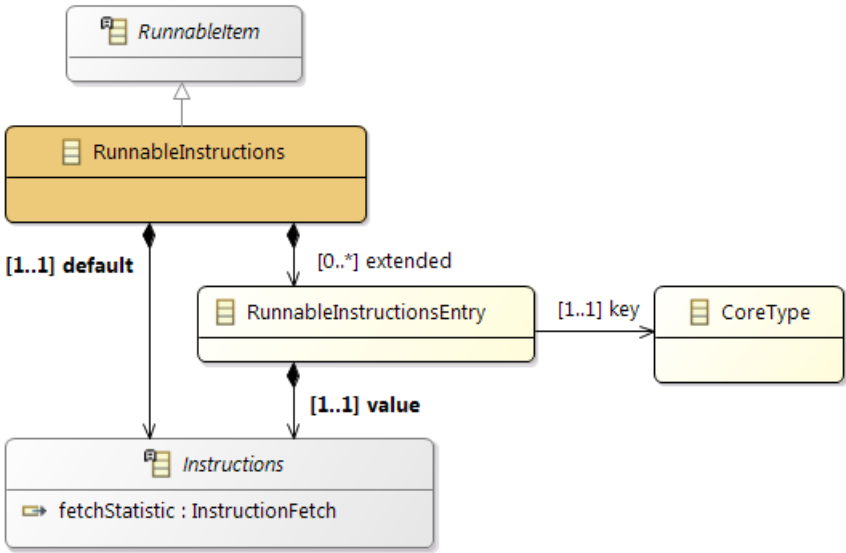 RunnableItem
RunnableInstructions
[1..1] default
[0..*] extended
RunnableInstructionsEntry
[1..1] key
CoreType
[1..1] value
Instructions
fetchStatistic : InstructionFetch